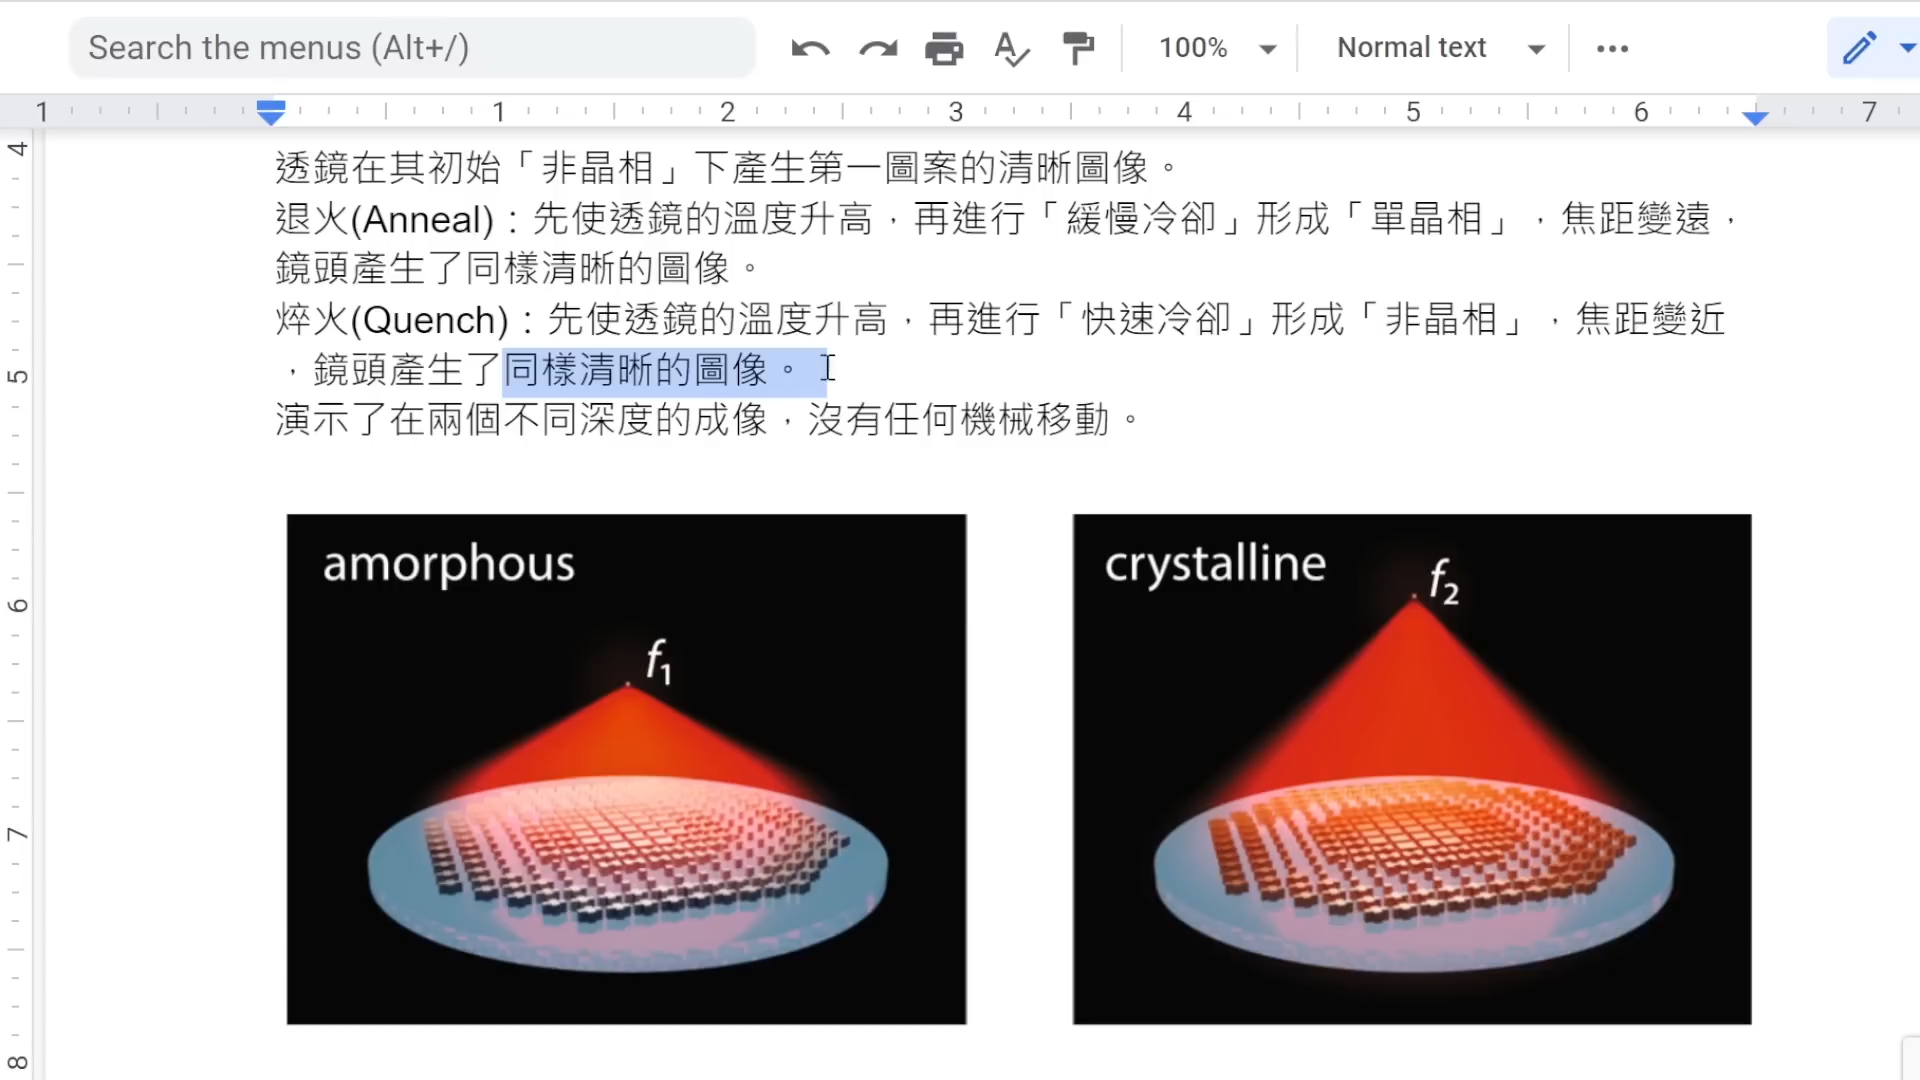 Search the menus (Alt+/)
100%
Normal text
1 1 2 3 4 5 6 7
4
透鏡在其初始「非晶相」下產生第一圖案的清晰圖像。
退火(Anneal)：先使透鏡的溫度升高，再進行「緩慢冷卻」形成「單晶相」，焦距變遠，
鏡頭產生了同樣清晰的圖像。
焠火(Quench)：先使透鏡的溫度升高，再進行「快速冷卻」形成「非晶相」，焦距變近
，鏡頭產生了同樣清晰的圖像。
5
演示了在兩個不同深度的成像，沒有任何機械移動。
amorphous
f1
crystalline
f2
6
7
8